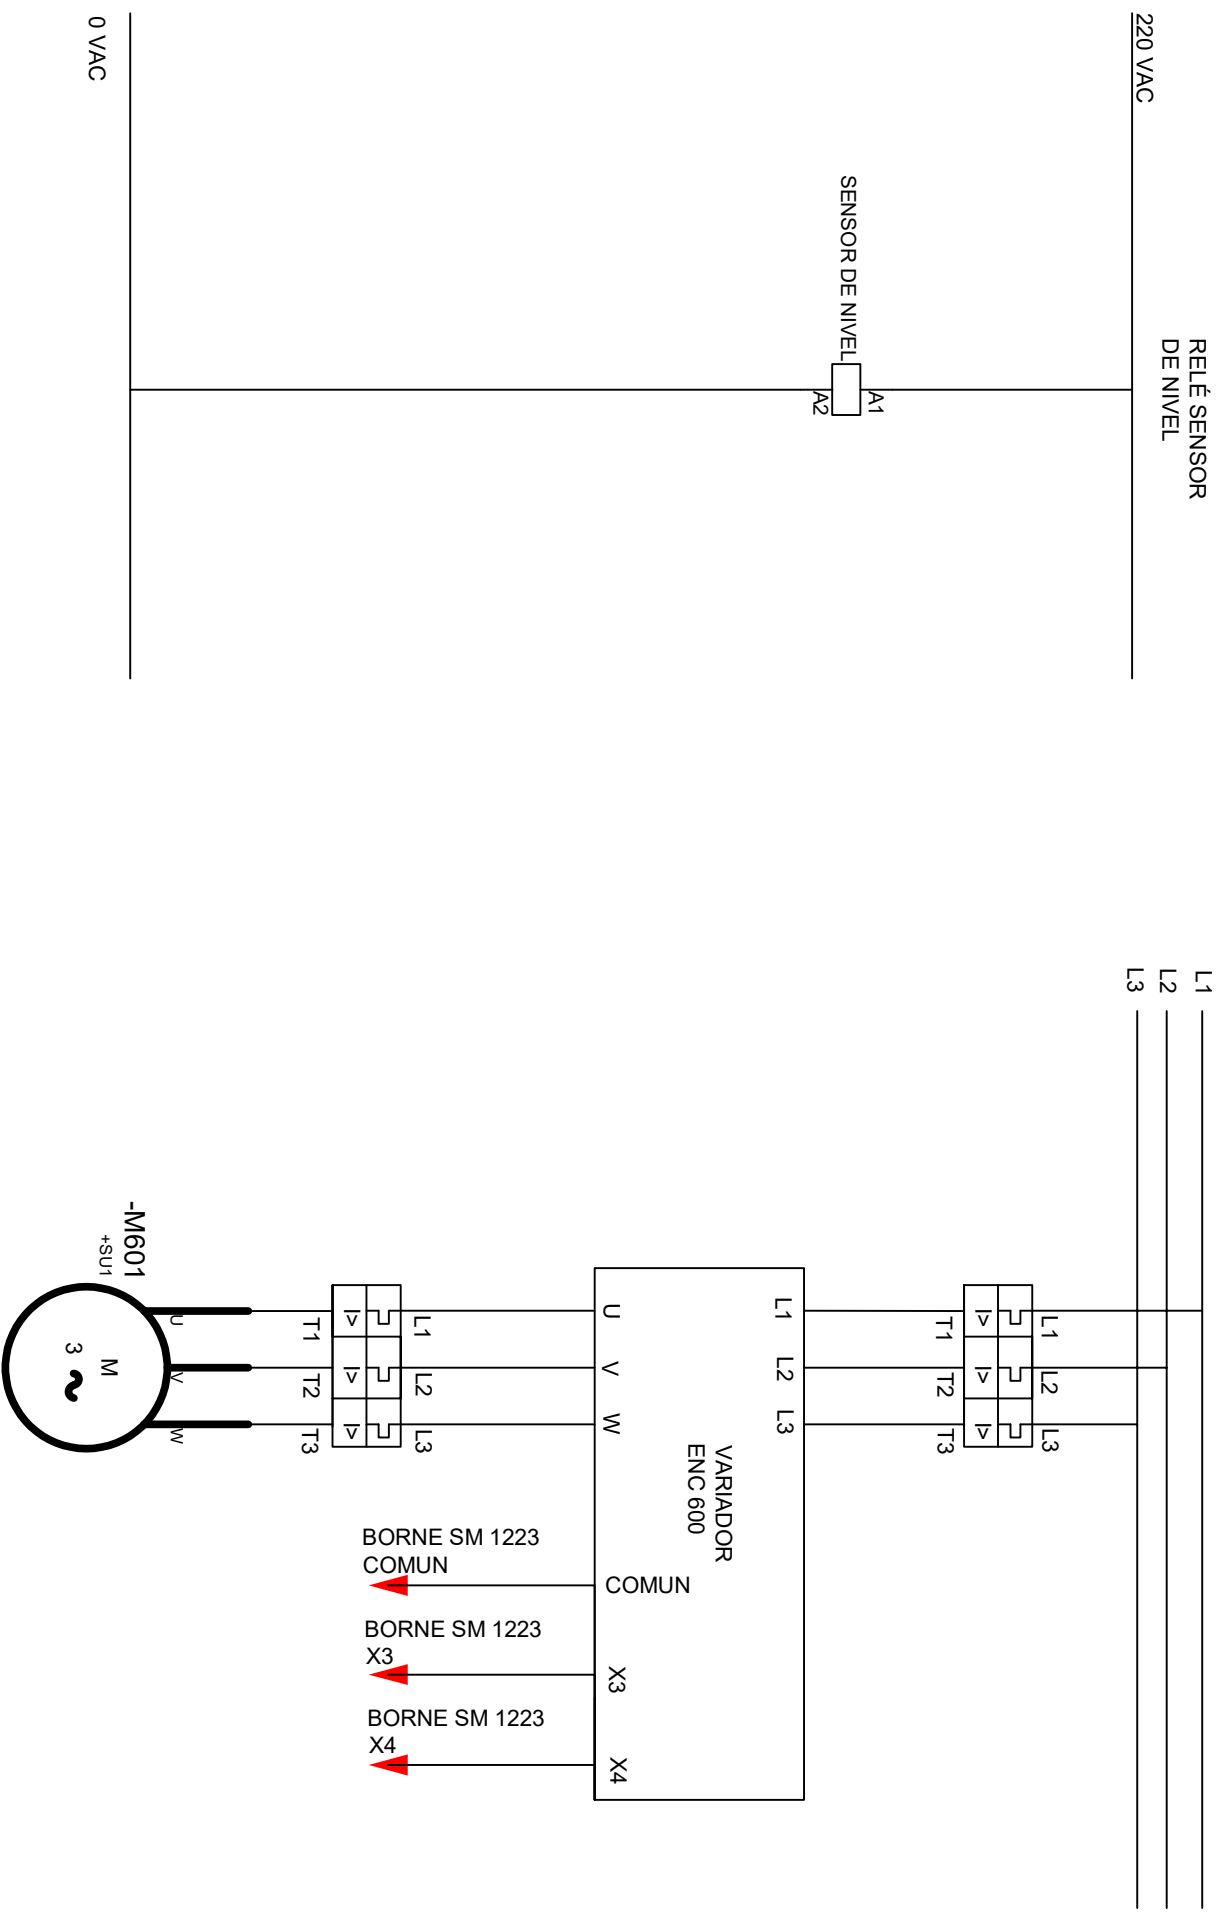 RELÉ SENSOR
DE NIVEL
220 VAC
SENSOR DE NIVEL
A1
A2
0 VAC
L1
L2
L3
L1
L2
L3
I>
I>
I>
T1
T2
T3
L1
L2
L3
VARIADOR
ENC 600
U
V
W
COMUN
X3
X4
L1
L2
L3
I>
I>
I>
T1
T2
T3
BORNE SM 1223
COMUN
BORNE SM 1223
X3
BORNE SM 1223
X4
-M601
+SU1
U
V
W
M
3